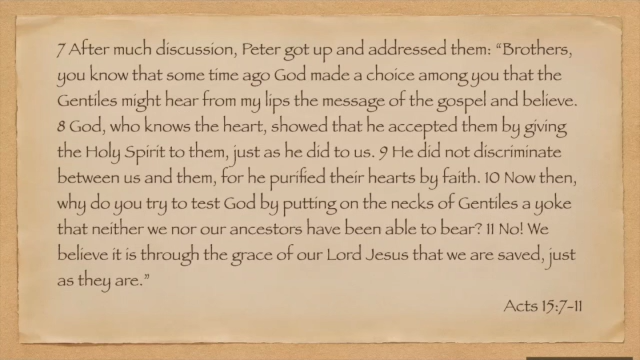 7 After much discussion, Peter got up and addressed them: “Brothers,
you know that some time ago God made a choice among you that the
Gentiles might hear from my lips the message of the gospel and believe.
8 God, who knows the heart, showed that he accepted them by giving
the Holy Spirit to them, just as he did to us. 9 He did not discriminate
between us and them, for he purified their hearts by faith. 10 Now then,
why do you try to test God by putting on the necks of Gentiles a yoke
that neither we nor our ancestors have been able to bear? 11 No! We
believe it is through the grace of our Lord Jesus that we are saved, just
as they are.”
Acts 15:7-11